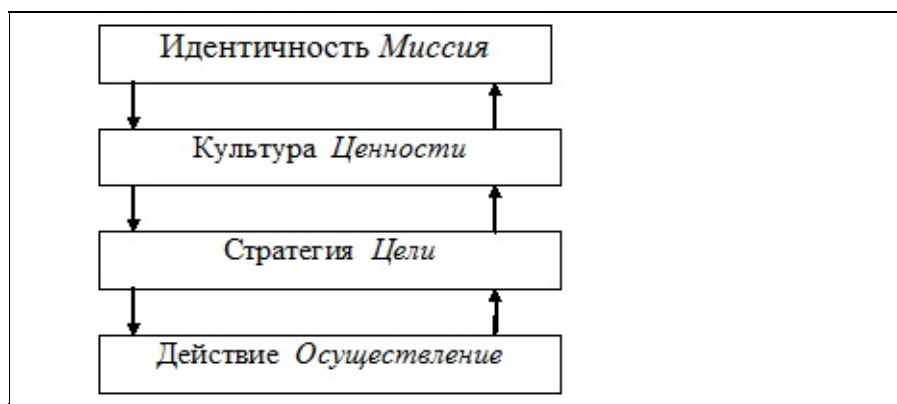 Идентичность Миссия
Культура Ценности
Стратегия Цели
Действие Осуществление